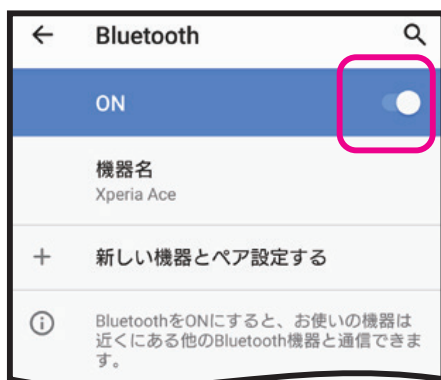 Bluetooth
ON
機器名
Xperia Ace
新しい機器とペア設定する
BluetoothをONにすると、お使いの機器は
近くにある他のBluetooth機器と通信できま
す。